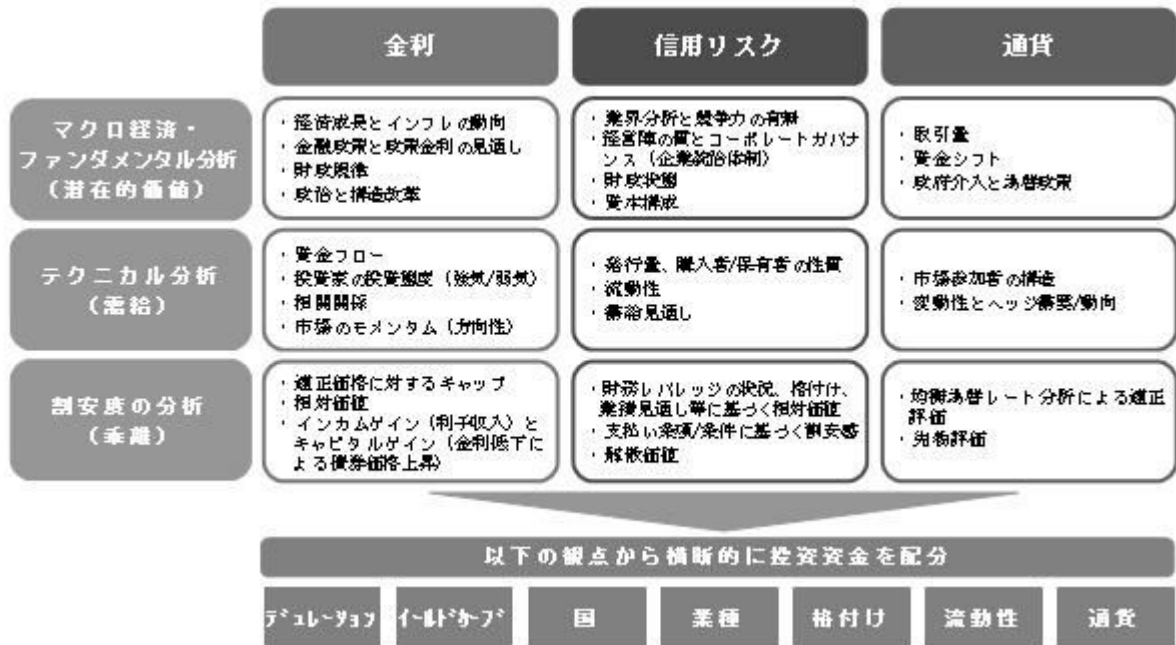 金利
信用リスク
通貨
マクロ経済・
ファンダメンタル分析
(潜在的価値)
・経済成長とインフレの動向
・金融政策と政策金利の見通し
・財政規律
・政治と構造改革
・業界分析と競争力の有無
・経営陣の質とコーポレートガバナ
ンス(企業統治体制)
・財政状態
・資本構成
・取引量
・資金シフト
・政府介入と為替政策
テクニカル分析
(需給)
・資金フロー
・投資家の投資態度(強気/弱気)
・相関関係
・市場のモメンタム(方向性)
・発行量、購入者/保有者の性質
・流動性
・需給見通し
・市場参加者の構造
・変動性とヘッジ需要/動向
割安度の分析
(乖離)
・適正価格に対するギャップ
・相対価値
・インカムゲイン(利子収入)と
キャピタルゲイン(金利低下に
よる債券価格上昇)
・財務レバレッジの状況、格付け、
業績見通し等に基づく相対価値
・支払い条項/条件に基づく割安感
・解散価値
・均衡為替レート分析による適正
評価
・先物評価
以下の観点から横断的に投資資金を配分
デュレーション
イールドカーブ
国
業種
格付け
流動性
通貨